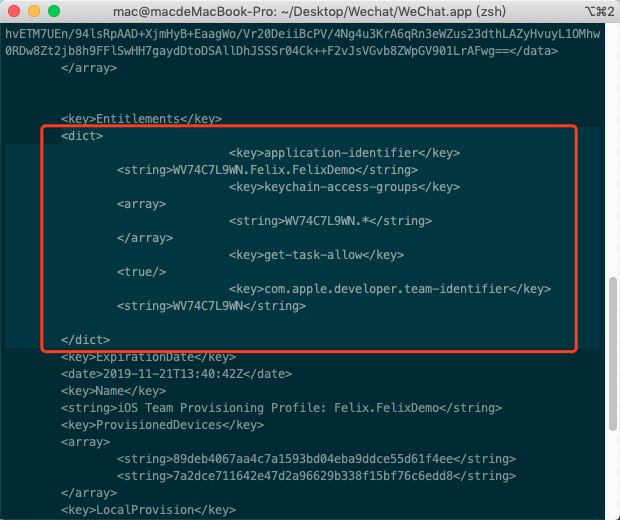 mac@macdeMacBook-Pro: ~/Desktop/Wechat/WeChat.app (zsh)
⌥⌘2
hvETM7UEn/94lsRpAAD+XjmHyB+EaagWo/Vr20DeiiBcPV/4Ng4u3KrA6qRn3eWZus23dthLAZyHvuyL1OMhw
0RDw8Zt2jb8h9FFlSwHH7gaydDtoDSAllDhJSSSr04Ck++F2vJsVGvb8ZWpGV901LrAFwg==</data>
</array>
<key>Entitlements</key>
<dict>
<key>application-identifier</key>
<string>WV74C7L9WN.Felix.FelixDemo</string>
<key>keychain-access-groups</key>
<array>
<string>WV74C7L9WN.*</string>
</array>
<key>get-task-allow</key>
<true/>
<key>com.apple.developer.team-identifier</key>
<string>WV74C7L9WN</string>
</dict>
<key>ExpirationDate</key>
<date>2019-11-21T13:40:42Z</date>
<key>Name</key>
<string>iOS Team Provisioning Profile: Felix.FelixDemo</string>
<key>ProvisionedDevices</key>
<array>
<string>89deb4067aa4c7a1593bd04eba9ddce55d61f4ee</string>
<string>7a2dce711642e47d2a96629b338f15bf76c6edd8</string>
</array>
<key>LocalProvision</key>